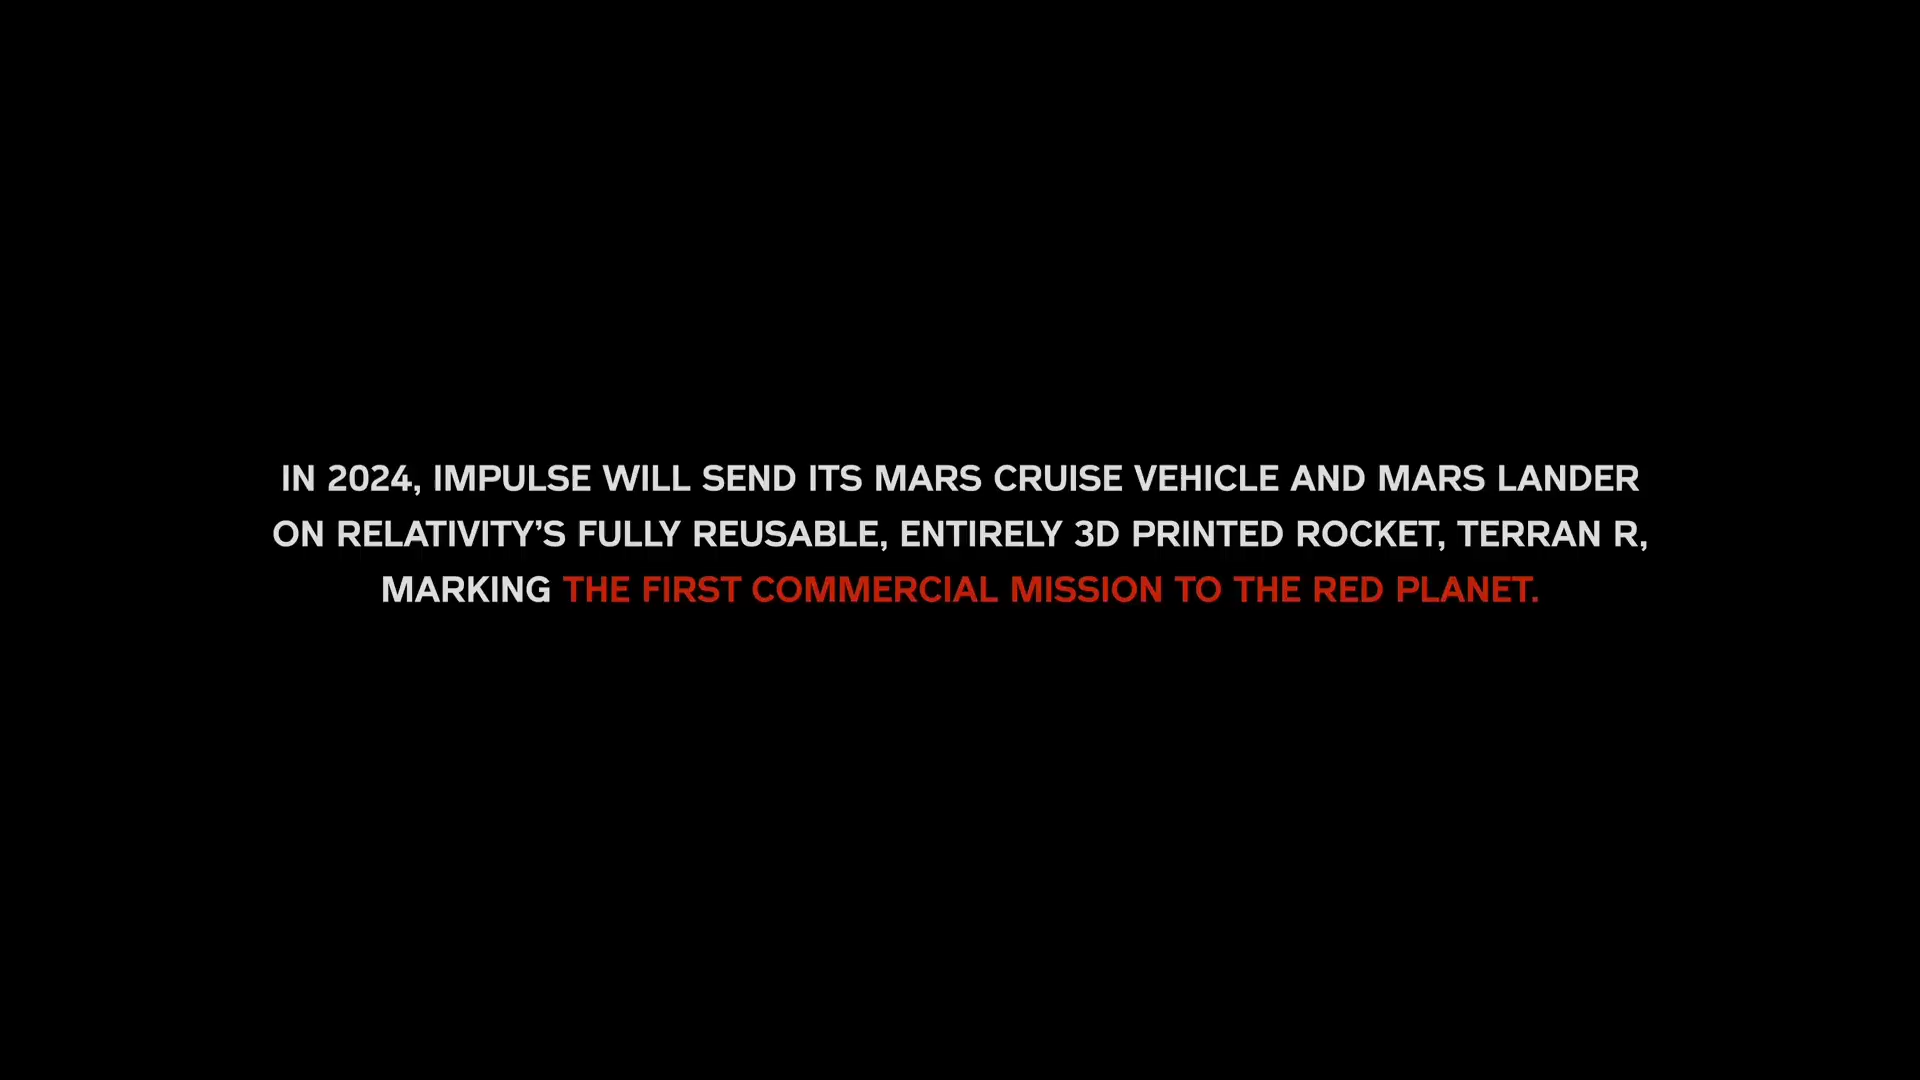 IN 2024, IMPULSE WILL SEND ITS MARS CRUISE VEHICLE AND MARS LANDER
ON RELATIVITY’S FULLY REUSABLE, ENTIRELY 3D PRINTED ROCKET, TERRAN R,
MARKING THE FIRST COMMERCIAL MISSION TO THE RED PLANET.